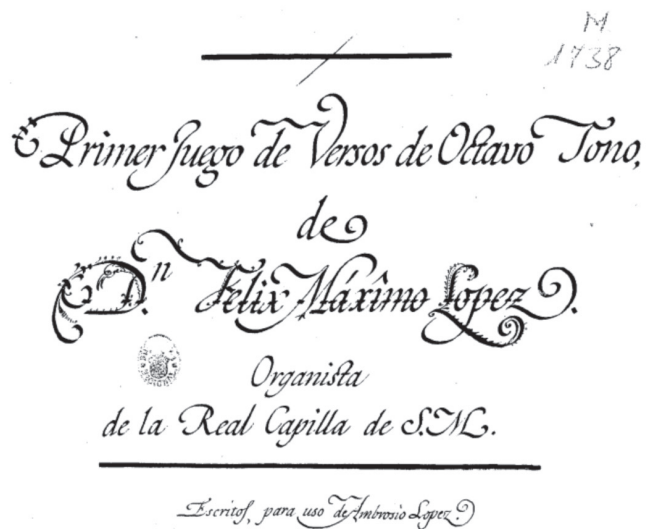 M
1738
Primer Juego de Versos de Octavo Tono,
de
D.n Felix Máximo Lopez.
Organista
de la Real Capilla de S.M.
Escritos, para uso de Ambrosio Lopez